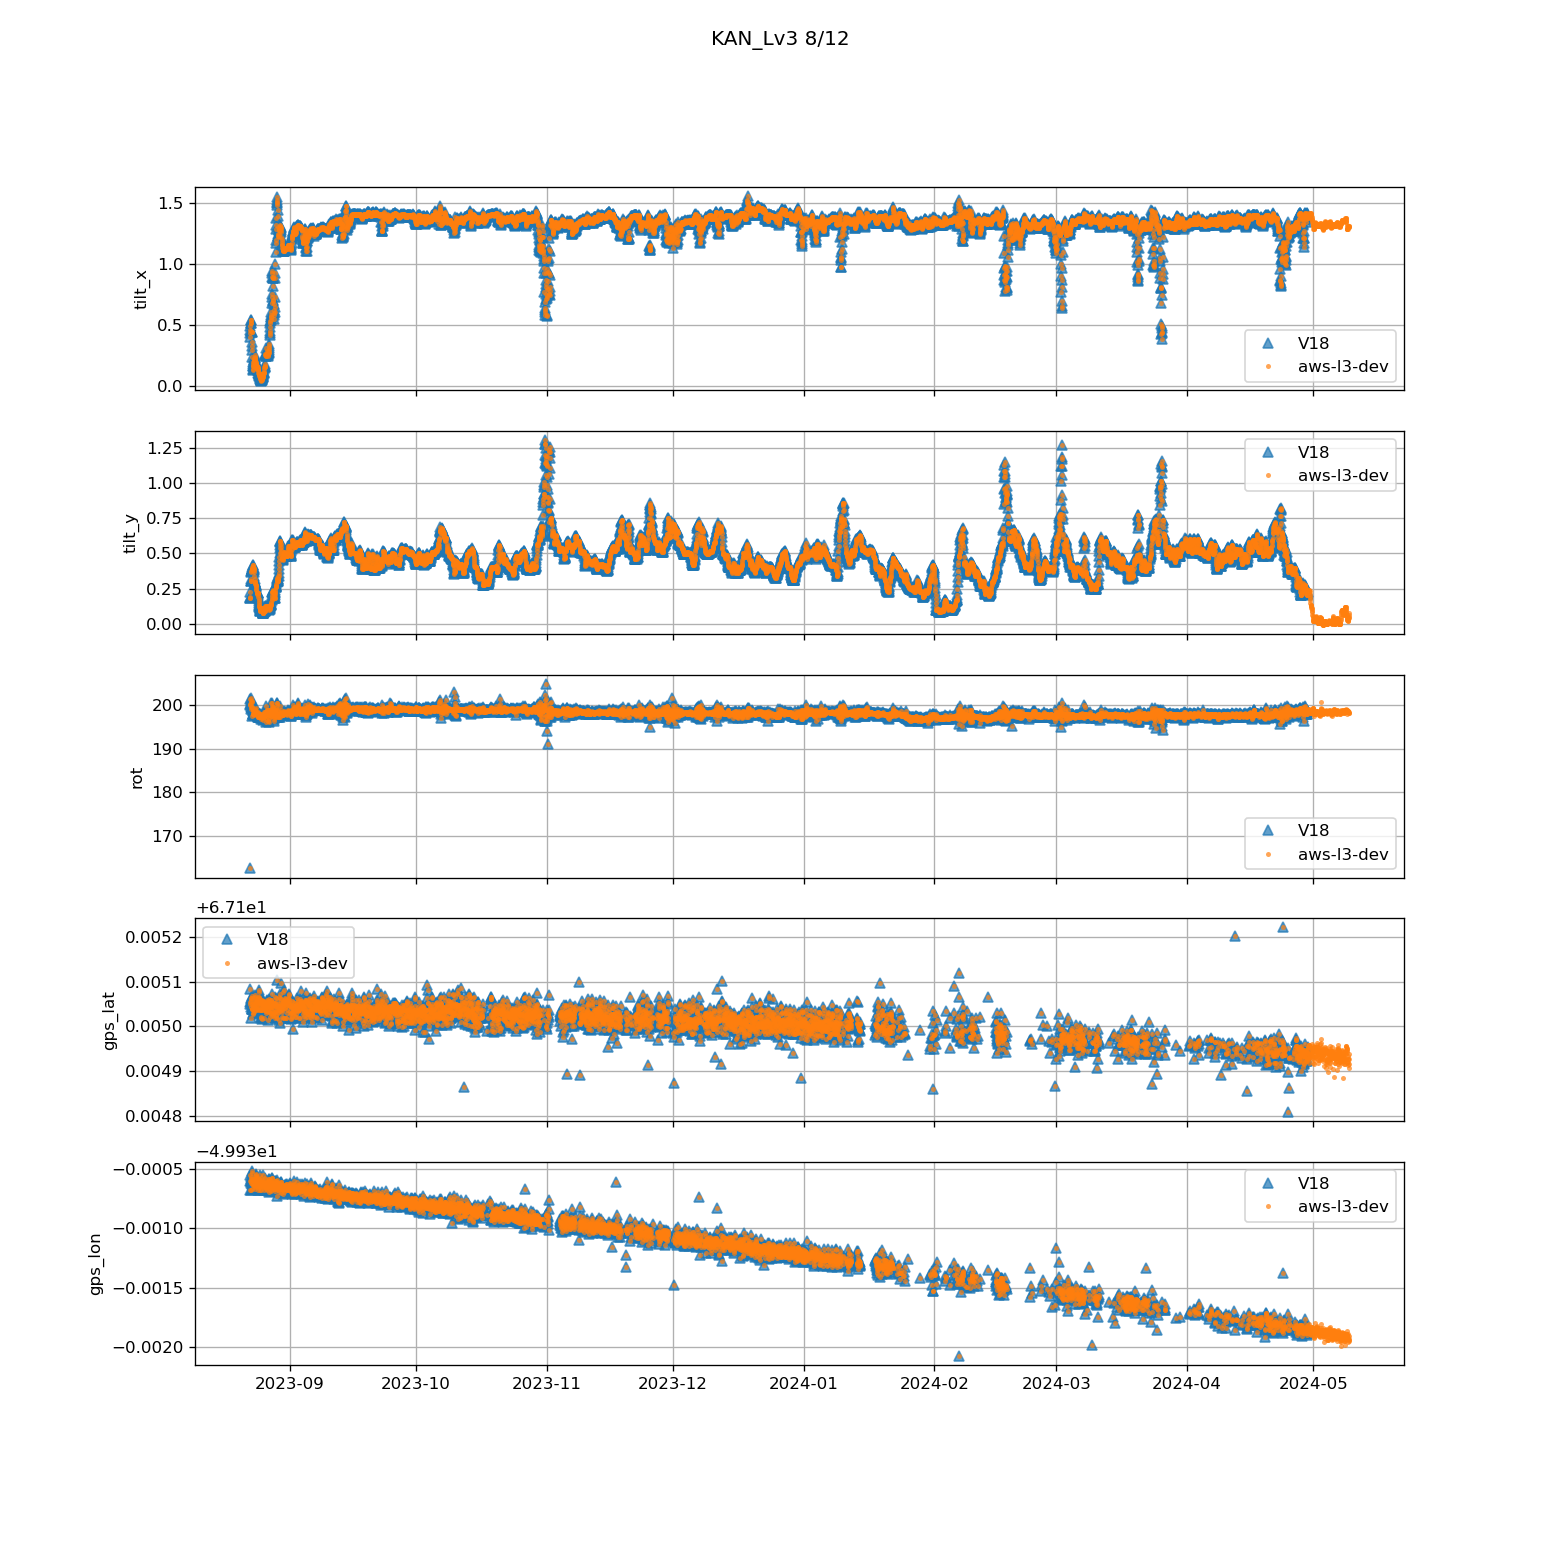 KAN_Lv3 8/12
1.5
1.0
0.5
0.0
tilt_x
V18
aws-l3-dev
1.25
1.00
0.75
0.50
0.25
0.00
tilt_y
V18
aws-l3-dev
200
190
180
170
rot
V18
aws-l3-dev
+6.71e1
0.0052
0.0051
0.0050
0.0049
0.0048
gps_lat
V18
aws-l3-dev
−4.993e1
−0.0005
−0.0010
−0.0015
−0.0020
gps_lon
V18
aws-l3-dev
2023-09 2023-10 2023-11 2023-12 2024-01 2024-02 2024-03 2024-04 2024-05